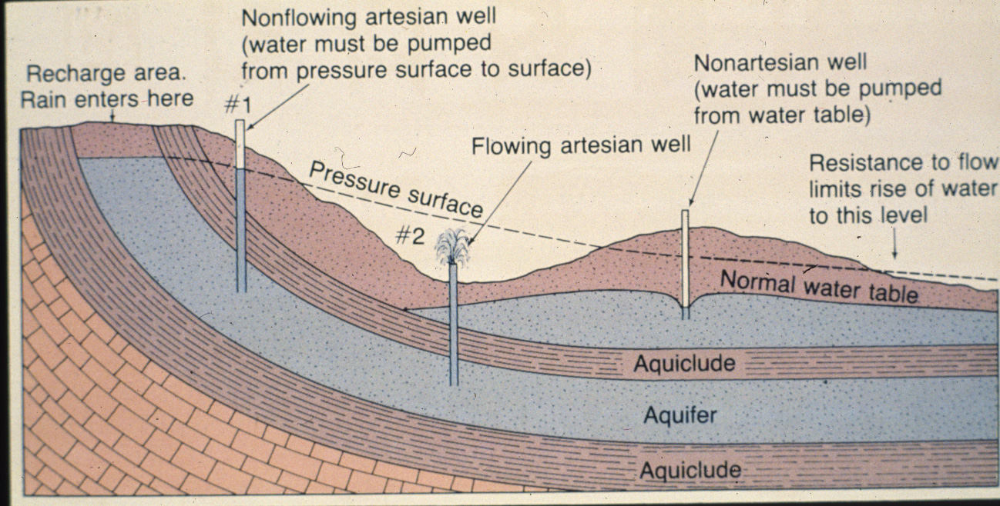 Nonflowing artesian well
(water must be pumped
from pressure surface to surface)
Recharge area.
Rain enters here
#1
Nonartesian well
(water must be pumped
from water table)
Flowing artesian well
Resistance to flow
limits rise of water
to this level
Pressure surface
#2
Normal water table
Aquiclude
Aquifer
Aquiclude